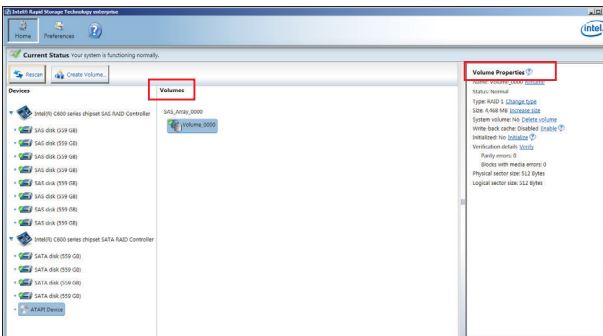 Intel® Rapid Storage Technology enterprise
Home
Preferences
intel
Current Status Your system is functioning normally.
Rescan
Create Volume...
Devices
Intel(R) C600 series chipset SAS RAID Controller
SAS disk (559 GB)
SAS disk (559 GB)
SAS disk (559 GB)
SAS disk (559 GB)
SAS disk (559 GB)
SAS disk (559 GB)
SAS disk (559 GB)
SAS disk (559 GB)
Intel(R) C600 series chipset SATA RAID Controller
SATA disk (559 GB)
SATA disk (559 GB)
SATA disk (559 GB)
SATA disk (559 GB)
ATAPI Device
Volumes
SAS_Array_0000
Volume_0000
Volume Properties
Name: Volume_0000 Rename
Status: Normal
Type: RAID 1 Change type
Size: 4,468 MB Increase size
System volume: No Delete volume
Write back cache: Disabled Enable
Initialized: No Initialize
Verification details Verify
Parity errors: 0
Blocks with media errors: 0
Physical sector size: 512 Bytes
Logical sector size: 512 Bytes